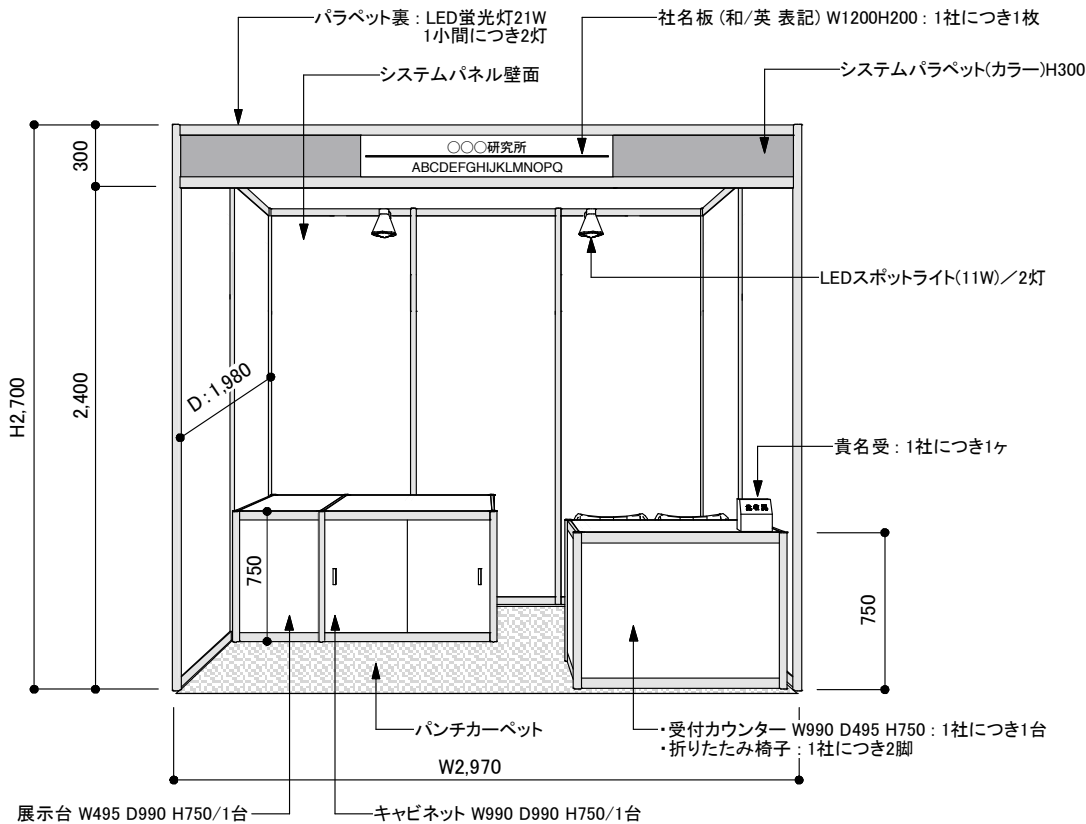 パラペット裏 : LED蛍光灯21W
1小間につき2灯
社名板 (和/英 表記) W1200H200 : 1社につき1枚
システムパネル壁面
システムパラペット(カラー)H300
○○○研究所
ABCDEFGHIJKLMNOPQ
300
LEDスポットライト(11W)／2灯
H2,700
2,400
D:1,980
貴名受 : 1社につき1ヶ
貴名受
750
750
パンチカーペット
・受付カウンター W990 D495 H750 : 1社につき1台
・折りたたみ椅子 : 1社につき2脚
W2,970
展示台 W495 D990 H750/1台
キャビネット W990 D990 H750/1台